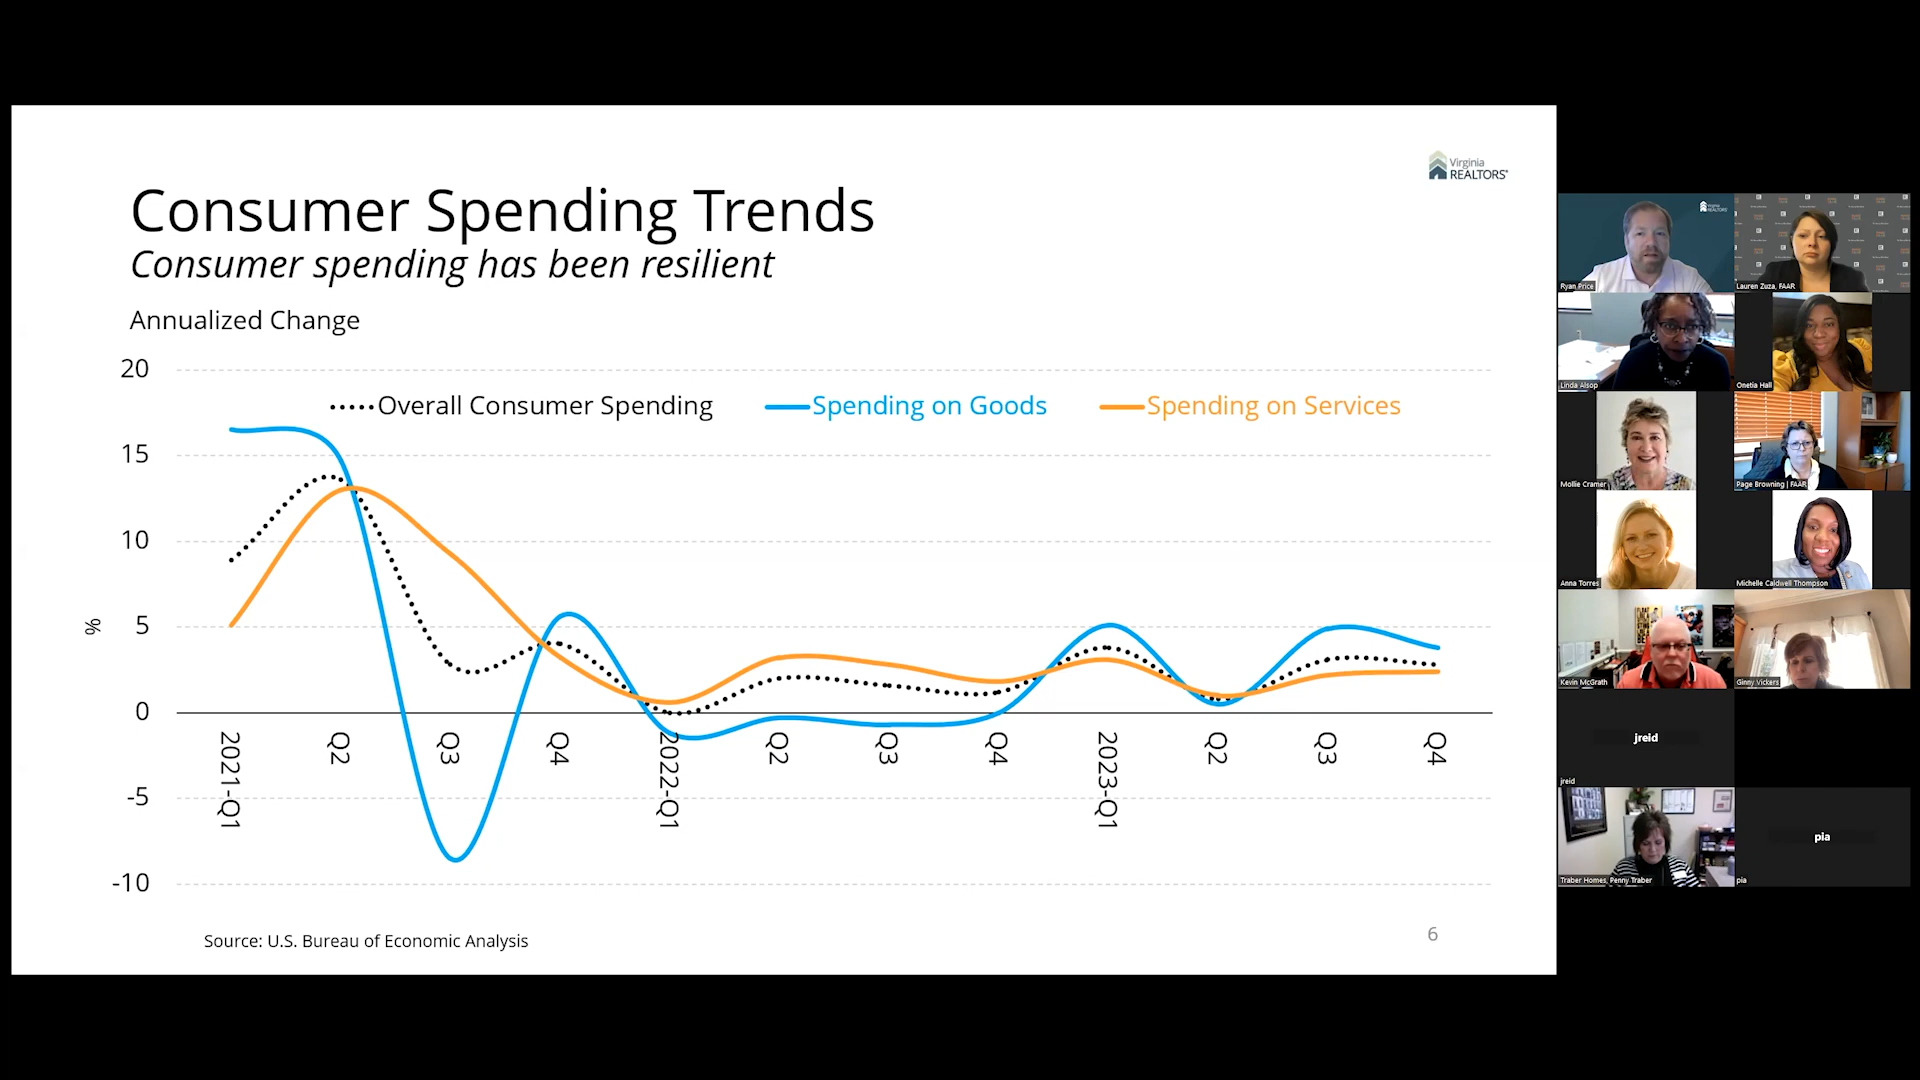 Virginia
REALTORS®
Consumer Spending Trends
Consumer spending has been resilient
Annualized Change
20
Overall Consumer Spending
Spending on Goods
Spending on Services
15
10
%
5
0
-5
-10
2021-Q1
Q2
Q3
Q4
2022-Q1
Q2
Q3
Q4
2023-Q1
Q2
Q3
Q4
Source: U.S. Bureau of Economic Analysis
6
Ryan Price
Lauren Zuza, FAAR
Linda Alsop
Onetia Hall
Mollie Cramer
Page Browning | FAAR
Anna Torres
Michelle Caldwell Thompson
Kevin McGrath
Ginny Vickers
jreid
jreid
Traber Homes, Penny Traber
pia
pia